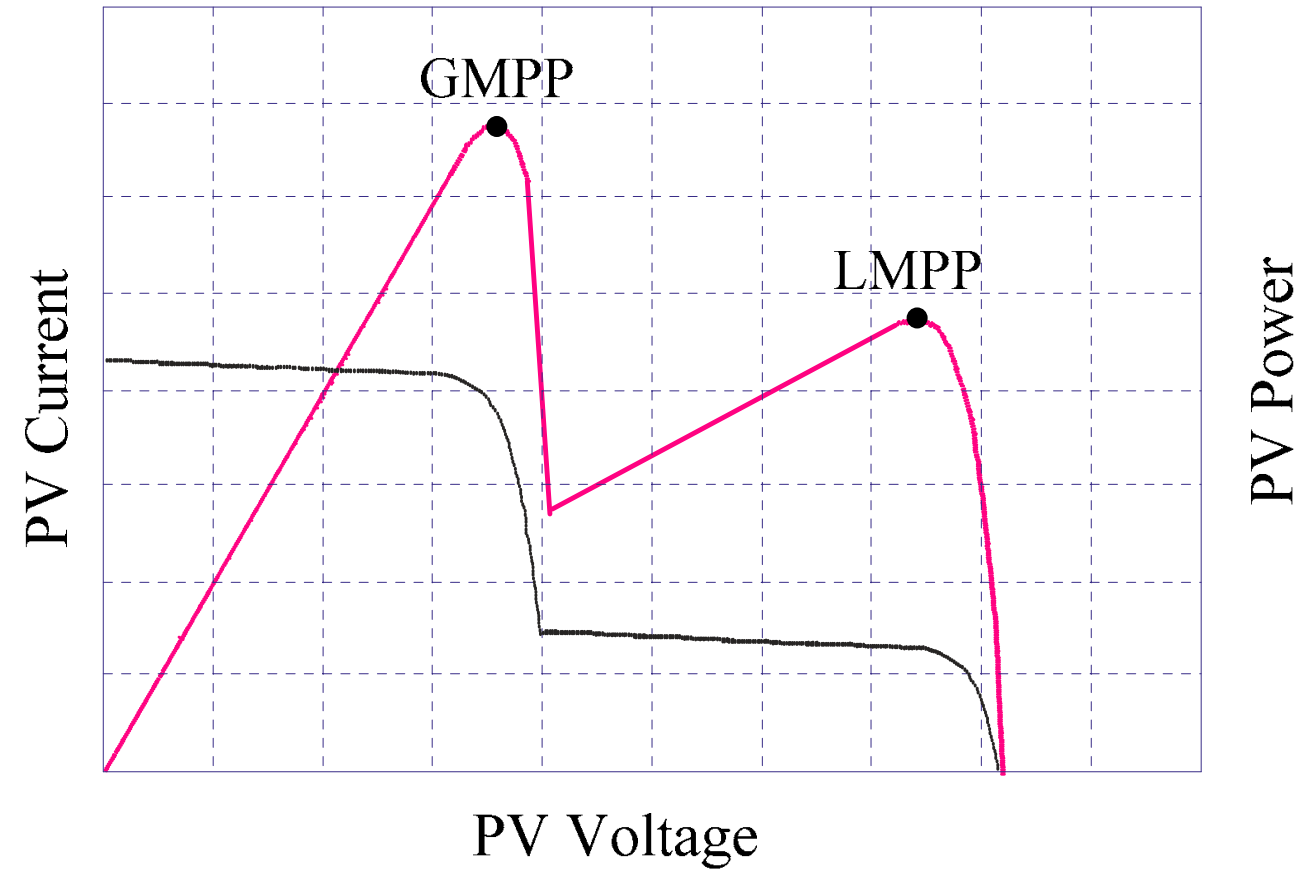 GMPP
LMPP
PV Current
PV Power
PV Voltage